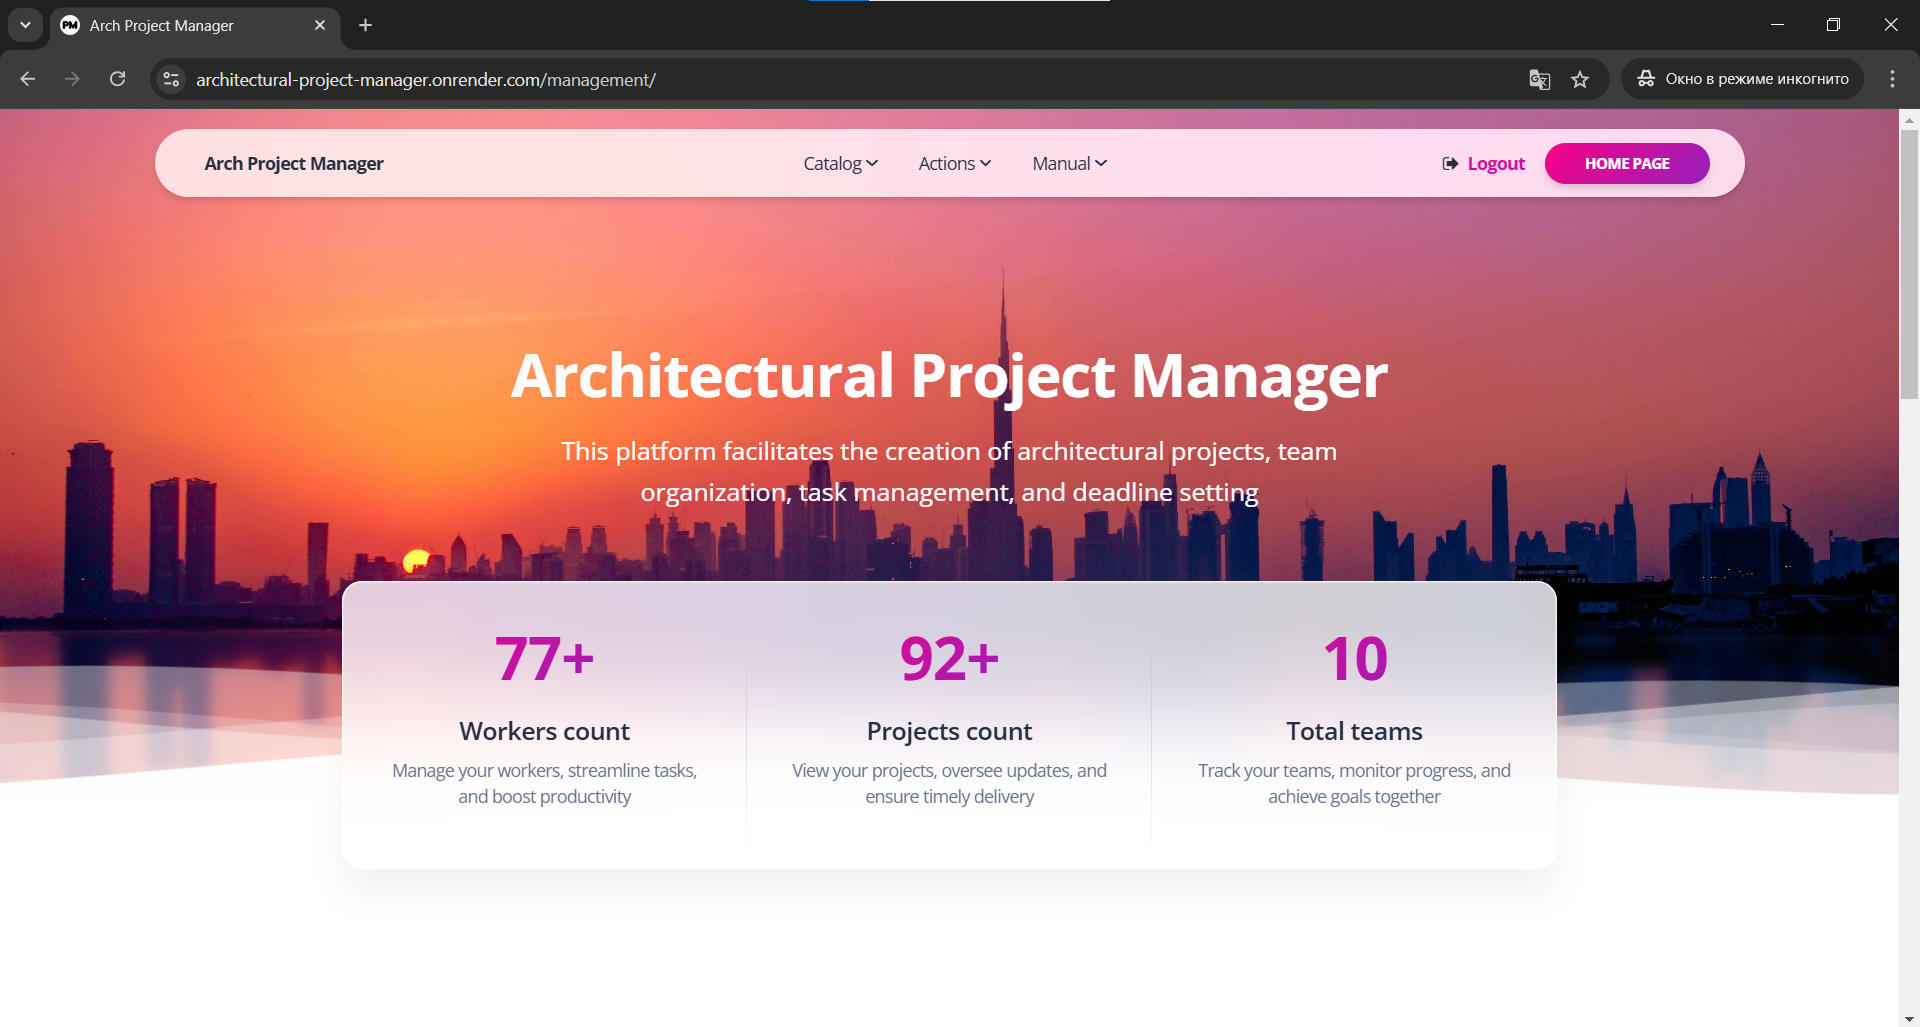 PM Arch Project Manager
architectural-project-manager.onrender.com/management/
Окно в режиме инкогнито
Arch Project Manager
Catalog
Actions
Manual
Logout
HOME PAGE
Architectural Project Manager
This platform facilitates the creation of architectural projects, team
organization, task management, and deadline setting
77+
Workers count
Manage your workers, streamline tasks,
and boost productivity
92+
Projects count
View your projects, oversee updates, and
ensure timely delivery
10
Total teams
Track your teams, monitor progress, and
achieve goals together